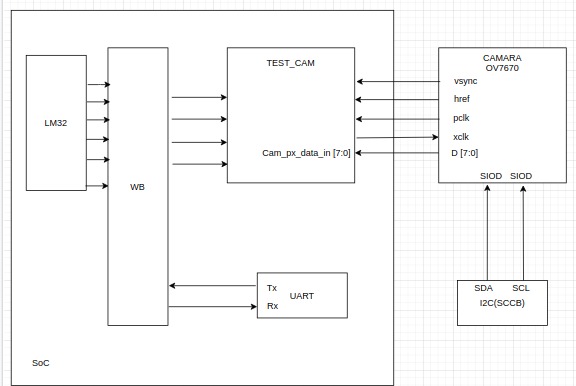 LM32
WB
TEST_CAM
Cam_px_data_in [7:0]
CAMARA
OV7670
vsync
href
pclk
xclk
D [7:0]
SIOD SIOD
SDA SCL
I2C(SCCB)
Tx
UART
Rx
SoC